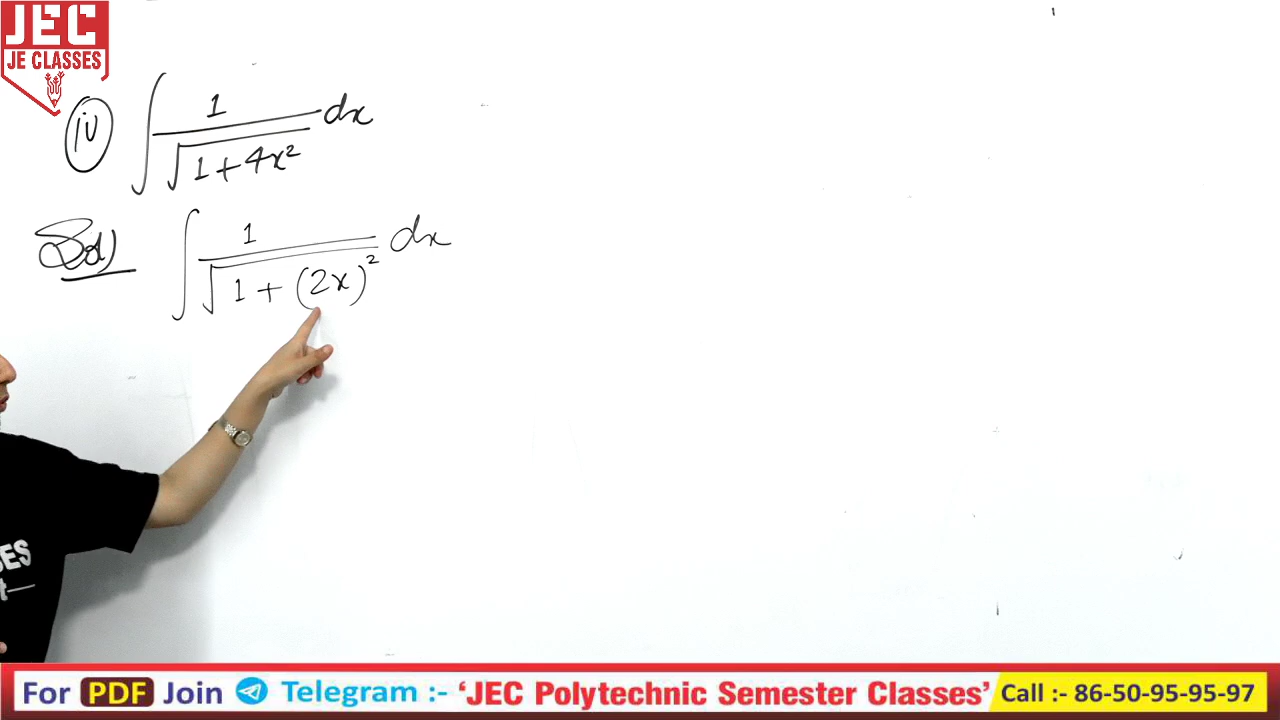 JEC
JE CLASSES
(iv) ∫ 1/√(1+4x²) dx
Sol) ∫ 1/√(1+(2x)²) dx
SES
t—
For PDF Join Telegram :- ‘JEC Polytechnic Semester Classes’ Call :- 86-50-95-95-97